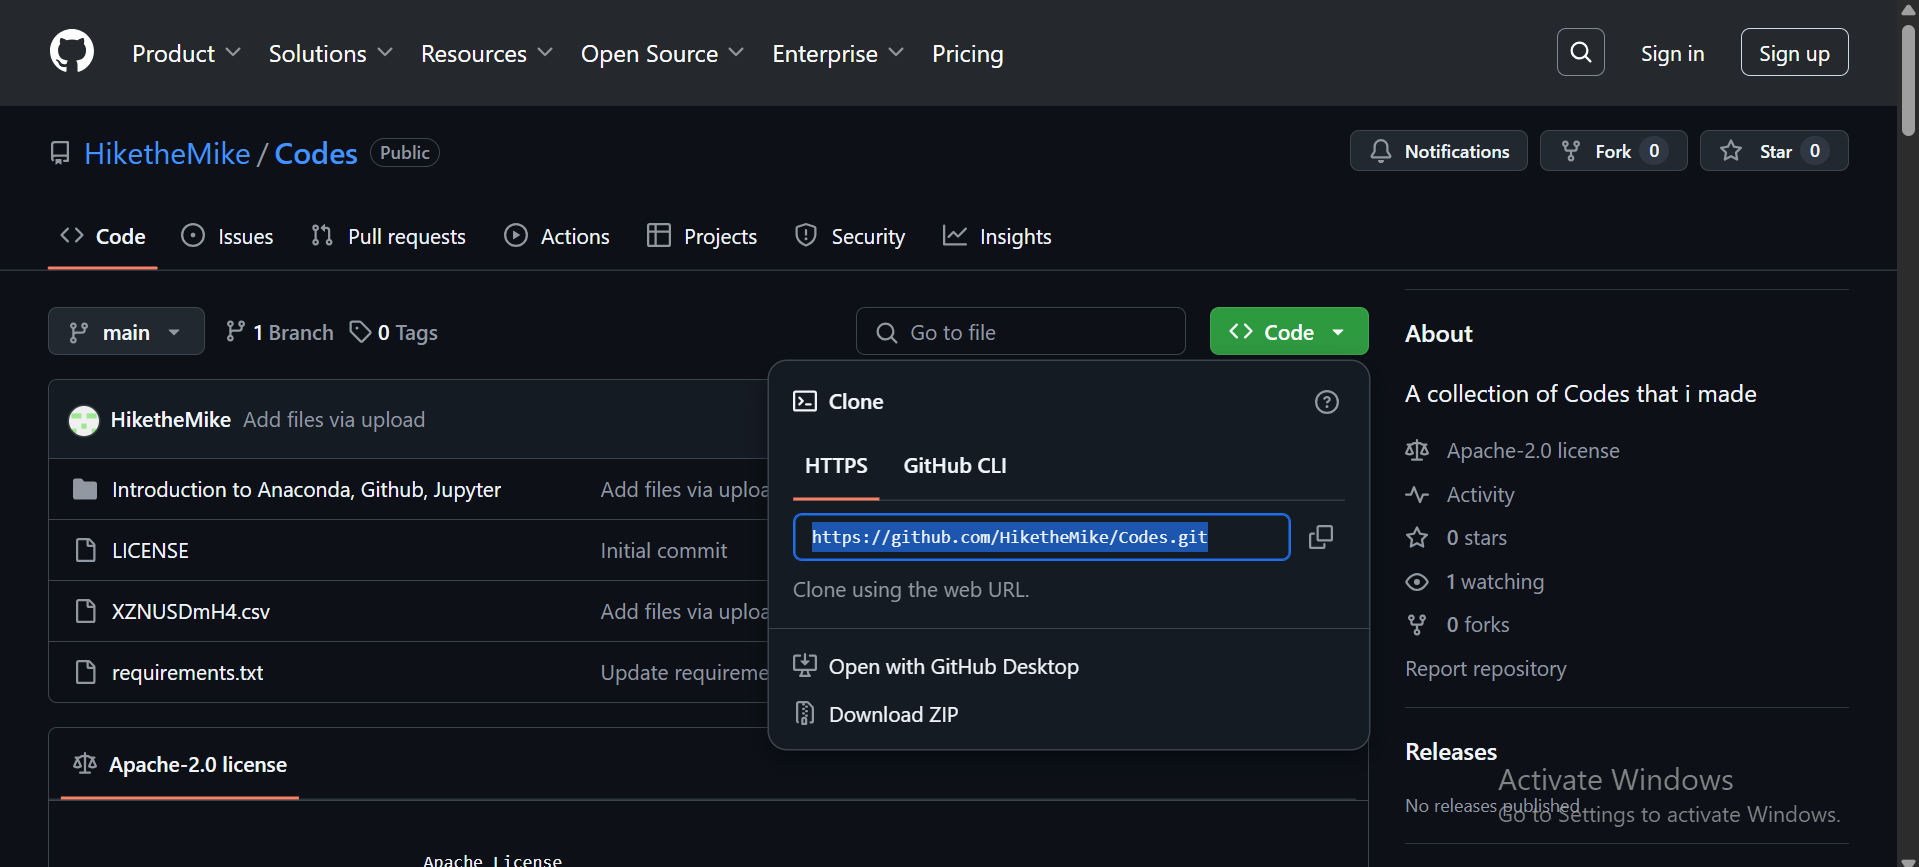 Product Solutions Resources Open Source Enterprise Pricing Sign in Sign up
HiketheMike / Codes Public Notifications Fork 0 Star 0
Code Issues Pull requests Actions Projects Security Insights
main 1 Branch 0 Tags Go to file Code
HiketheMike Add files via upload
Introduction to Anaconda, Github, Jupyter Add files via uploa
LICENSE Initial commit
XZNUSDmH4.csv Add files via uploa
requirements.txt Update requireme
Apache-2.0 license
Apache License
Clone
HTTPS GitHub CLI
https://github.com/HiketheMike/Codes.git
Clone using the web URL.
Open with GitHub Desktop
Download ZIP
About
A collection of Codes that i made
Apache-2.0 license
Activity
0 stars
1 watching
0 forks
Report repository
Releases
No releases published
Activate Windows
Go to Settings to activate Windows.